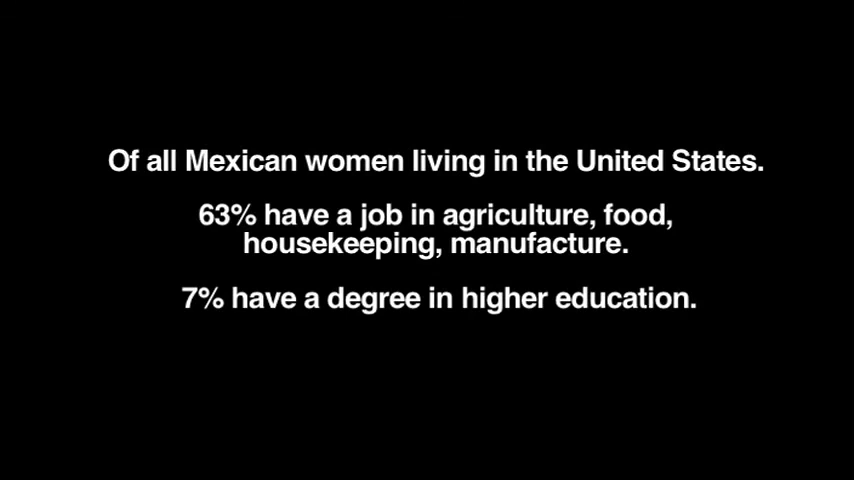 Of all Mexican women living in the United States.
63% have a job in agriculture, food,
housekeeping, manufacture.
7% have a degree in higher education.